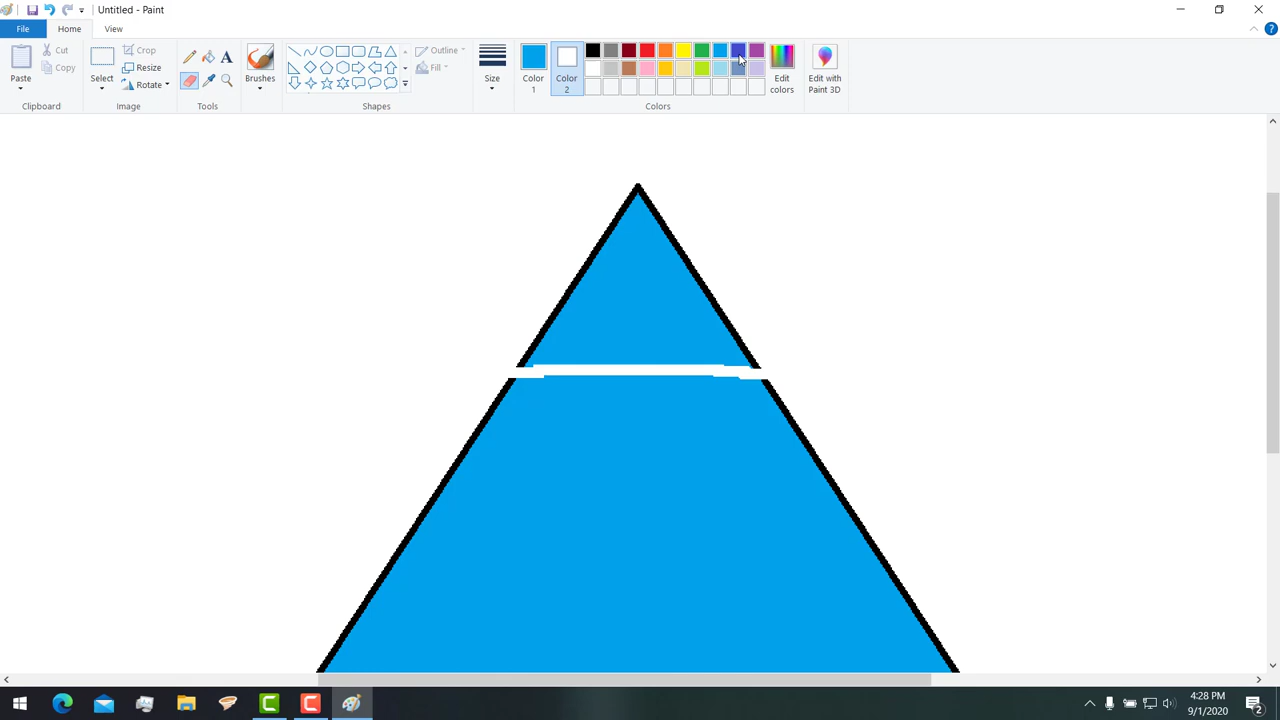 Untitled - Paint
File Home View
Paste
Cut
Copy
Clipboard
Select
Crop
Resize
Rotate
Image
Tools
Brushes
Outline
Fill
Shapes
Size
Color
1
Color
2
Edit
colors
Colors
Edit with
Paint 3D
4:28 PM
9/1/2020
2